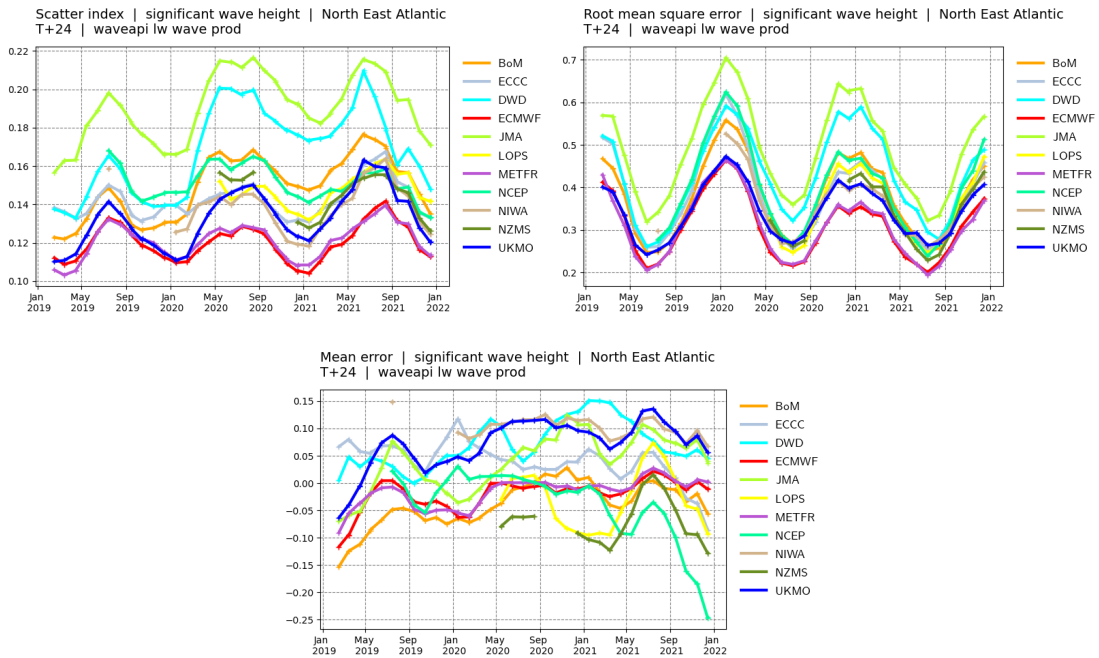 Scatter index | significant wave height | North East Atlantic
T+24 | waveapi lw wave prod
0.22
0.20
0.18
0.16
0.14
0.12
0.10
Jan 2019 May 2019 Sep 2019 Jan 2020 May 2020 Sep 2020 Jan 2021 May 2021 Sep 2021 Jan 2022
BoM
ECCC
DWD
ECMWF
JMA
LOPS
METFR
NCEP
NIWA
NZMS
UKMO
Root mean square error | significant wave height | North East Atlantic
T+24 | waveapi lw wave prod
0.7
0.6
0.5
0.4
0.3
0.2
Jan 2019 May 2019 Sep 2019 Jan 2020 May 2020 Sep 2020 Jan 2021 May 2021 Sep 2021 Jan 2022
BoM
ECCC
DWD
ECMWF
JMA
LOPS
METFR
NCEP
NIWA
NZMS
UKMO
Mean error | significant wave height | North East Atlantic
T+24 | waveapi lw wave prod
0.15
0.10
0.05
0.00
−0.05
−0.10
−0.15
−0.20
−0.25
Jan 2019 May 2019 Sep 2019 Jan 2020 May 2020 Sep 2020 Jan 2021 May 2021 Sep 2021 Jan 2022
BoM
ECCC
DWD
ECMWF
JMA
LOPS
METFR
NCEP
NIWA
NZMS
UKMO